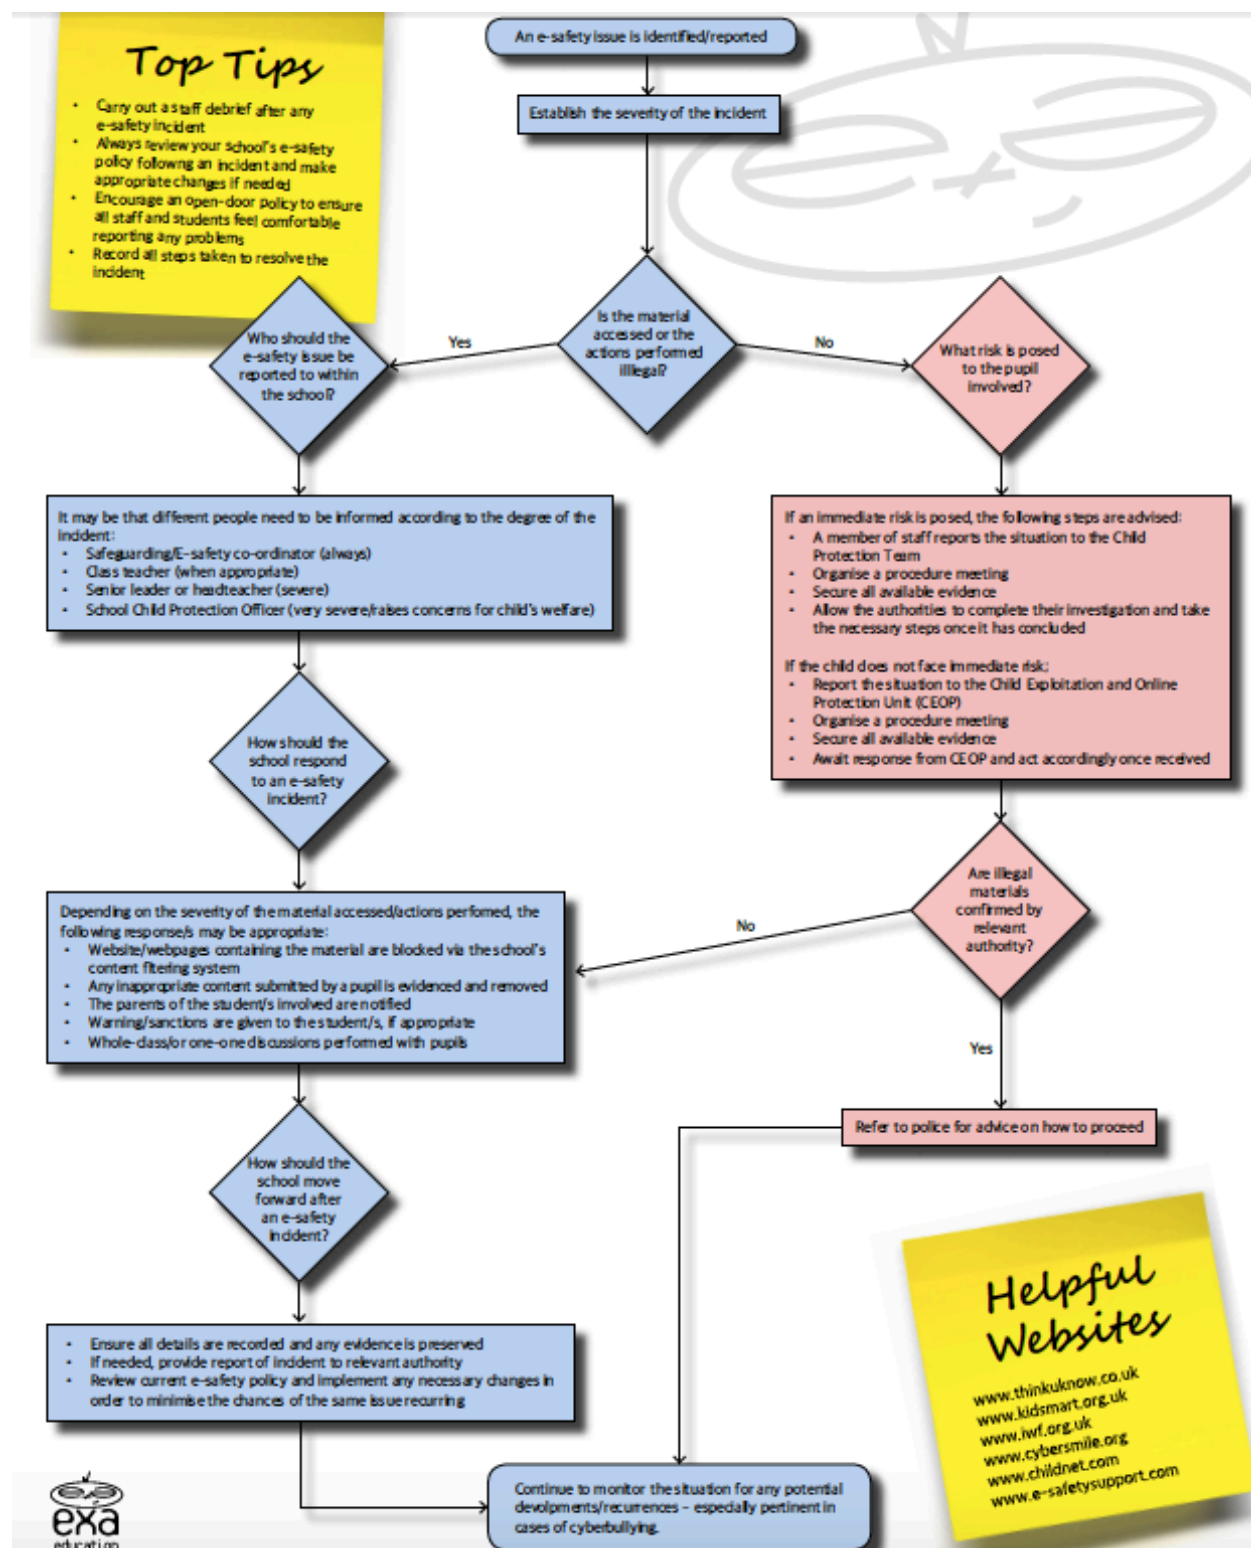 Top Tips
• Carry out a staff debrief after any
e-safety incident
• Always review your school's e-safety
policy following an incident and make
appropriate changes if needed
• Encourage an open-door policy to ensure
all staff and students feel comfortable
reporting any problems
• Record all steps taken to resolve the
incident
An e-safety issue is identified/reported
Establish the severity of the incident
Is the material
accessed or the
actions performed
illlegal?
Yes
No
Who should the
e-safety issue be
reported to within
the school?
What risk is posed
to the pupil
involved?
It may be that different people need to be informed according to the degree of the
incident:
• Safeguarding/E-safety co-ordinator (always)
• Class teacher (when appropriate)
• Senior leader or headteacher (severe)
• School Child Protection Officer (very severe/raises concerns for child's welfare)
If an immediate risk is posed, the following steps are advised:
• A member of staff reports the situation to the Child
Protection Team
• Organise a procedure meeting
• Secure all available evidence
• Allow the authorities to complete their investigation and take
the necessary steps once it has concluded
If the child does not face immediate risk:
• Report the situation to the Child Exploitation and Online
Protection Unit (CEOP)
• Organise a procedure meeting
• Secure all available evidence
• Await response from CEOP and act accordingly once received
How should the
school respond
to an e-safety
incident?
Are illegal
materials
confirmed by
relevant
authority?
No
Yes
Depending on the severity of the material accessed/actions perfomed, the
following response/s may be appropriate:
• Website/webpages containing the material are blocked via the school's
content filtering system
• Any inappropriate content submitted by a pupil is evidenced and removed
• The parents of the student/s involved are notified
• Warning/sanctions are given to the student/s, if appropriate
• Whole-class/or one-one discussions performed with pupils
Refer to police for advice on how to proceed
How should the
school move
forward after
an e-safety
incident?
• Ensure all details are recorded and any evidence is preserved
• If needed, provide report of incident to relevant authority
• Review current e-safety policy and implement any necessary changes in
order to minimise the chances of the same issue recurring
Continue to monitor the situation for any potential
devolpments/recurrences – especially pertinent in
cases of cyberbullying.
Helpful
Websites
www.thinkuknow.co.uk
www.kidsmart.org.uk
www.iwf.org.uk
www.cybersmile.org
www.childnet.com
www.e-safetysupport.com
exa
education